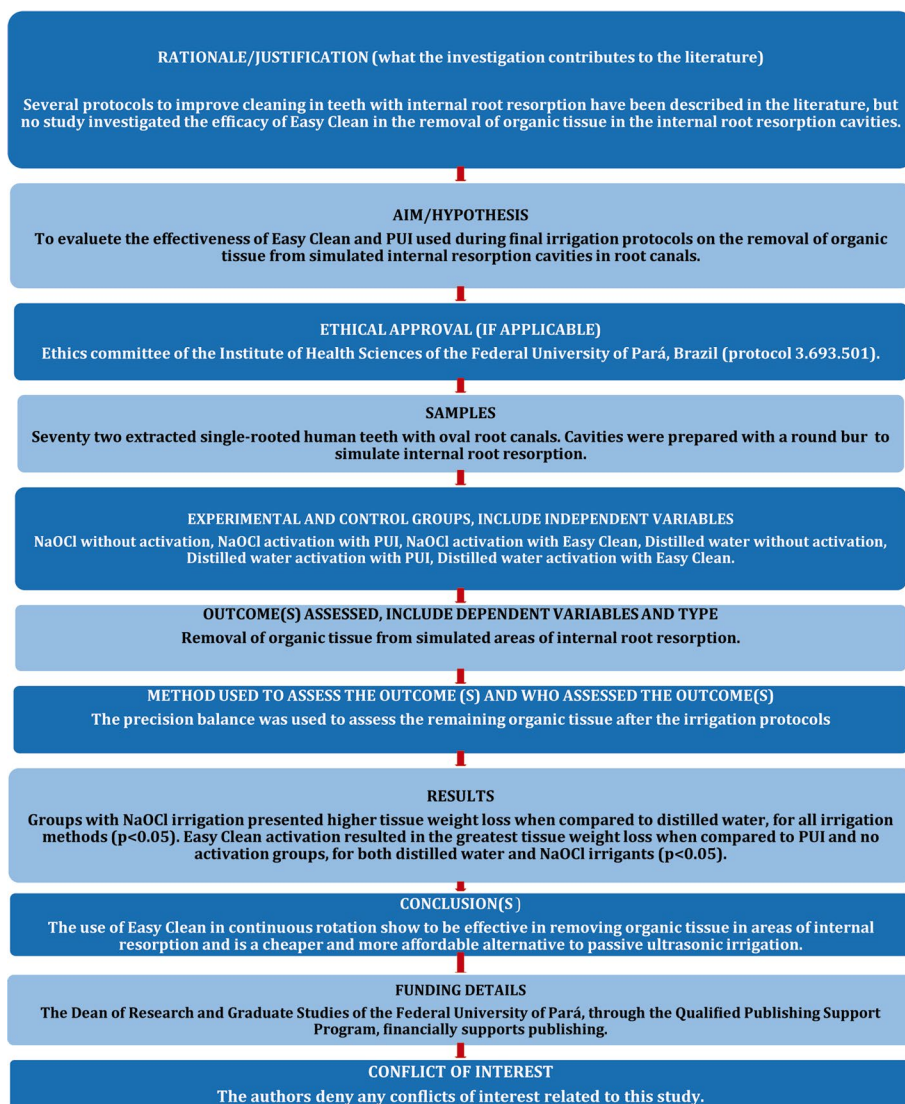 RATIONALE/JUSTIFICATION (what the investigation contributes to the literature)
Several protocols to improve cleaning in teeth with internal root resorption have been described in the literature, but
no study investigated the efficacy of Easy Clean in the removal of organic tissue in the internal root resorption cavities.
AIM/HYPOTHESIS
To evaluete the effectiveness of Easy Clean and PUI used during final irrigation protocols on the removal of organic
tissue from simulated internal resorption cavities in root canals.
ETHICAL APPROVAL (IF APPLICABLE)
Ethics committee of the Institute of Health Sciences of the Federal University of Pará, Brazil (protocol 3.693.501).
SAMPLES
Seventy two extracted single-rooted human teeth with oval root canals. Cavities were prepared with a round bur to
simulate internal root resorption.
EXPERIMENTAL AND CONTROL GROUPS, INCLUDE INDEPENDENT VARIABLES
NaOCl without activation, NaOCl activation with PUI, NaOCl activation with Easy Clean, Distilled water without activation,
Distilled water activation with PUI, Distilled water activation with Easy Clean.
OUTCOME(S) ASSESSED, INCLUDE DEPENDENT VARIABLES AND TYPE
Removal of organic tissue from simulated areas of internal root resorption.
METHOD USED TO ASSESS THE OUTCOME (S) AND WHO ASSESSED THE OUTCOME(S)
The precision balance was used to assess the remaining organic tissue after the irrigation protocols
RESULTS
Groups with NaOCl irrigation presented higher tissue weight loss when compared to distilled water, for all irrigation
methods (p<0.05). Easy Clean activation resulted in the greatest tissue weight loss when compared to PUI and no
activation groups, for both distilled water and NaOCl irrigants (p<0.05).
CONCLUSION(S )
The use of Easy Clean in continuous rotation show to be effective in removing organic tissue in areas of internal
resorption and is a cheaper and more affordable alternative to passive ultrasonic irrigation.
FUNDING DETAILS
The Dean of Research and Graduate Studies of the Federal University of Pará, through the Qualified Publishing Support
Program, financially supports publishing.
CONFLICT OF INTEREST
The authors deny any conflicts of interest related to this study.